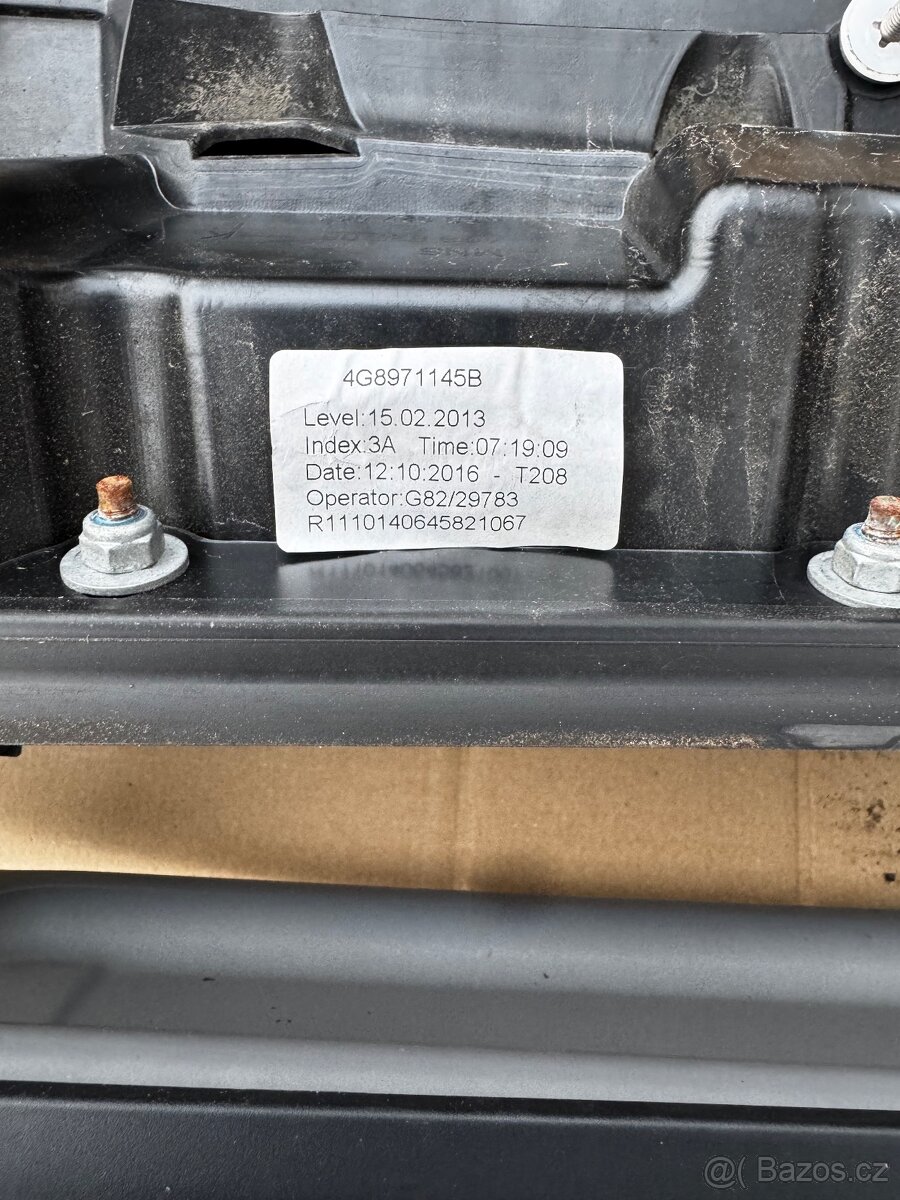 4G8971145B
Level:15.02.2013
Index:3A Time:07:19:09
Date:12:10:2016 - T208
Operator:G82/29783
R1110140645821067
@( Bazos.cz